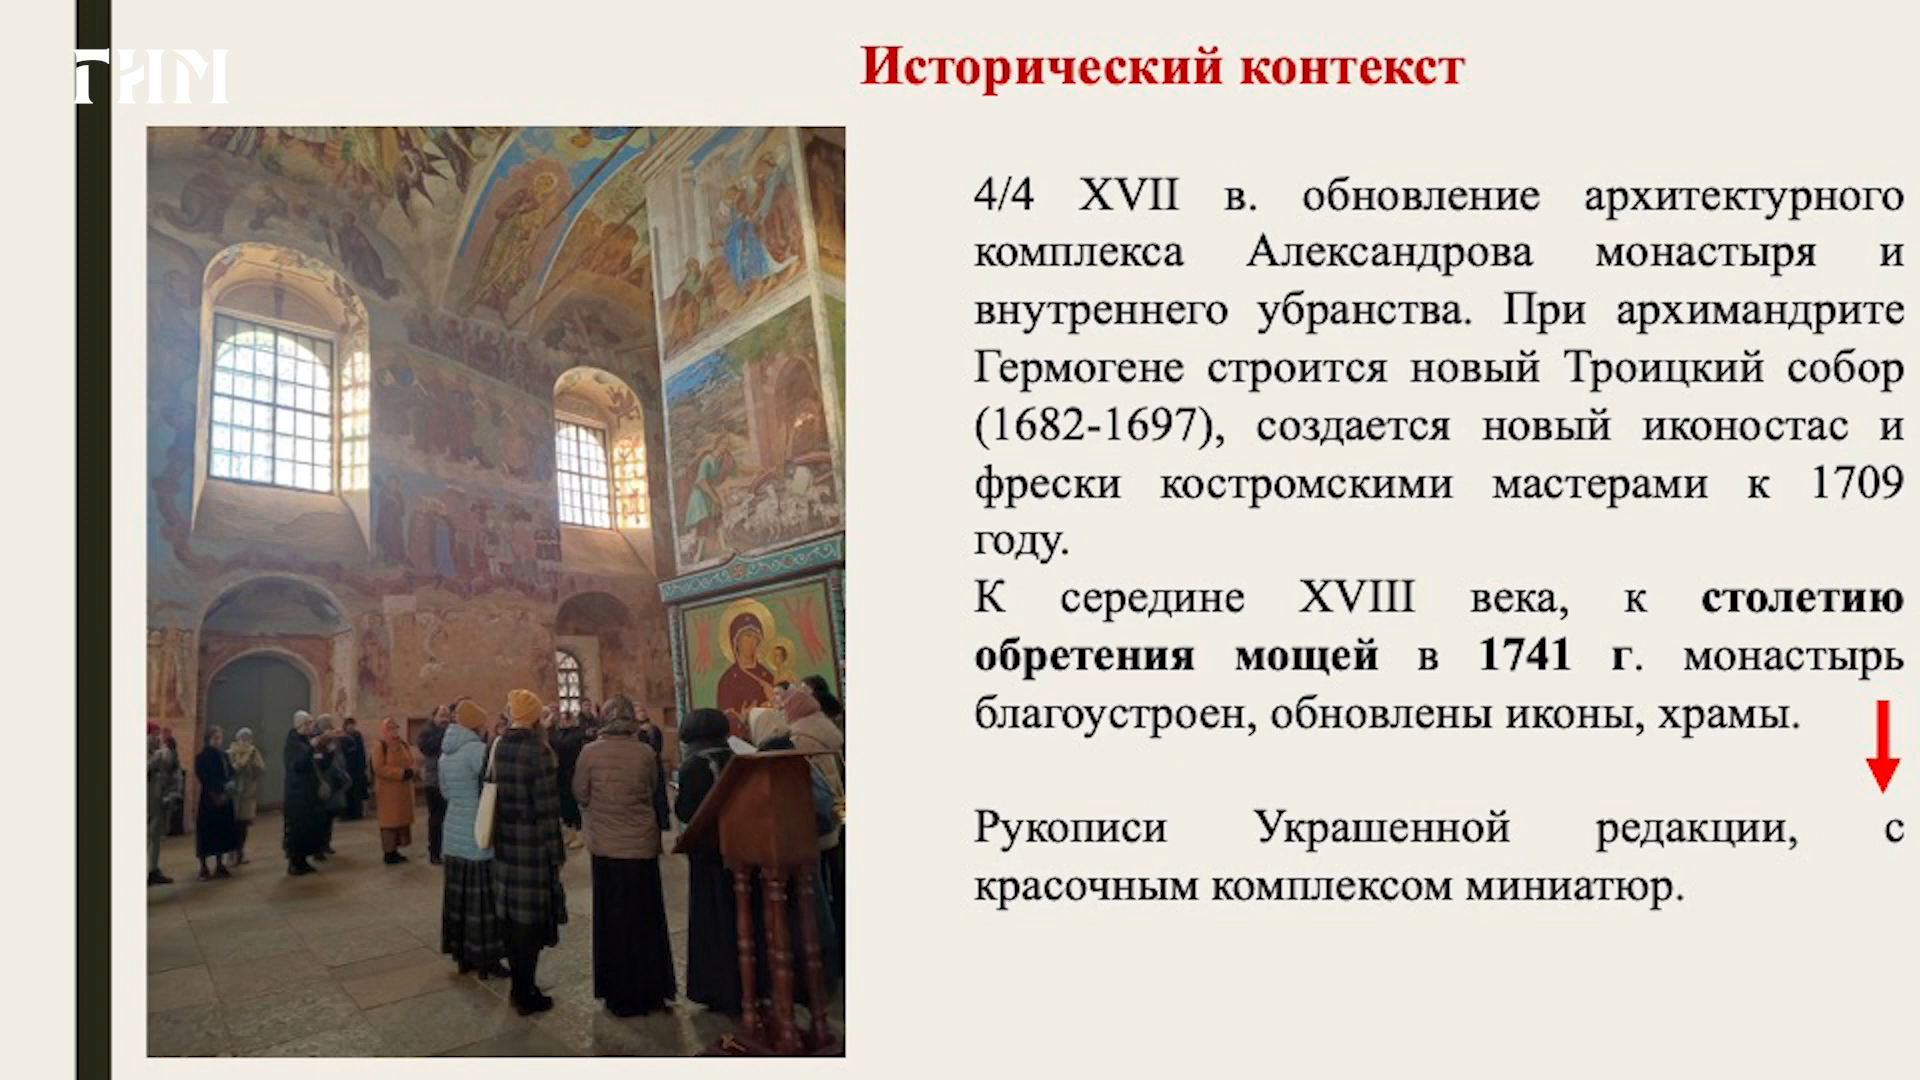 ГИМ
Исторический контекст
4/4 XVII в. обновление архитектурного
комплекса Александрова монастыря и
внутреннего убранства. При архимандрите
Гермогене строится новый Троицкий собор
(1682-1697), создается новый иконостас и
фрески костромскими мастерами к 1709
году.
К середине XVIII века, к столетию
обретения мощей в 1741 г. монастырь
благоустроен, обновлены иконы, храмы.
Рукописи Украшенной редакции, с
красочным комплексом миниатюр.